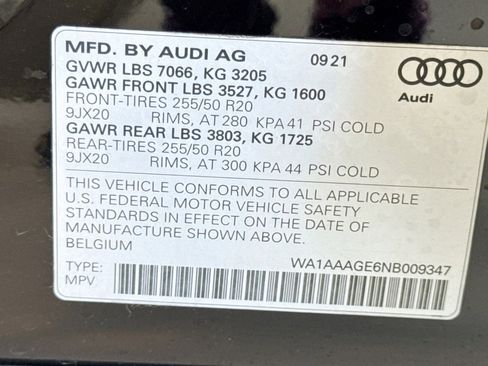 MFD. BY AUDI AG 09 21
GVWR LBS 7066, KG 3205
GAWR FRONT LBS 3527, KG 1600
FRONT-TIRES 255/50 R20
9JX20 RIMS, AT 280 KPA 41 PSI COLD
GAWR REAR LBS 3803, KG 1725
REAR-TIRES 255/50 R20
9JX20 RIMS, AT 300 KPA 44 PSI COLD
Audi
THIS VEHICLE CONFORMS TO ALL APPLICABLE
U.S. FEDERAL MOTOR VEHICLE SAFETY
STANDARDS IN EFFECT ON THE DATE OF
MANUFACTURE SHOWN ABOVE.
BELGIUM
WA1AAAGE6NB009347
TYPE:
MPV